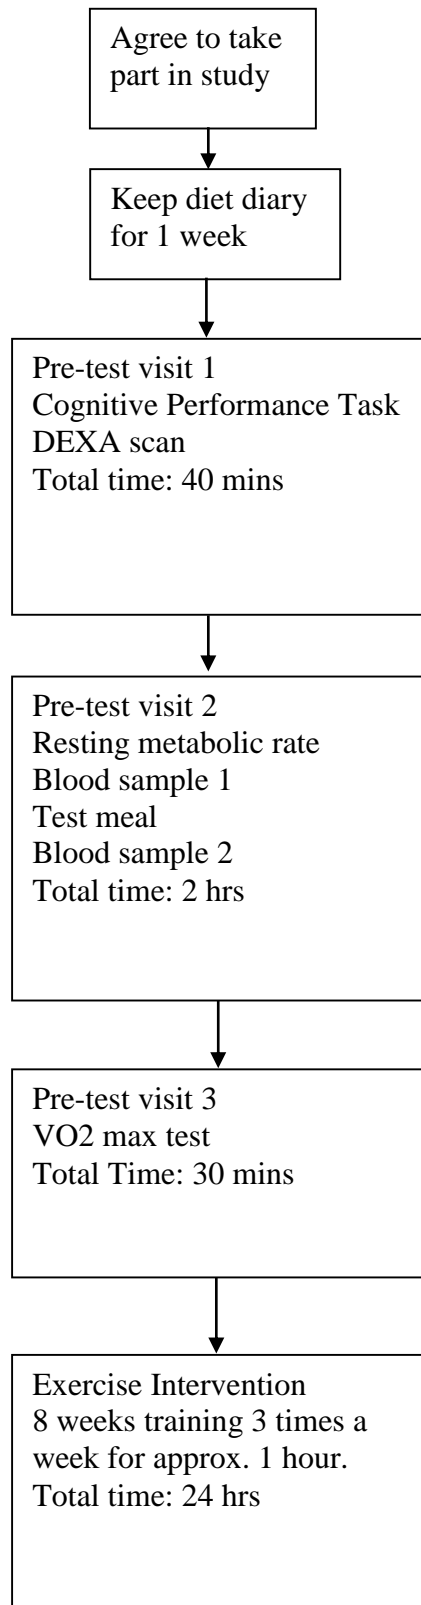 Agree to take
part in study
Keep diet diary
for 1 week
Pre-test visit 1
Cognitive Performance Task
DEXA scan
Total time: 40 mins
Pre-test visit 2
Resting metabolic rate
Blood sample 1
Test meal
Blood sample 2
Total time: 2 hrs
Pre-test visit 3
VO2 max test
Total Time: 30 mins
Exercise Intervention
8 weeks training 3 times a
week for approx. 1 hour.
Total time: 24 hrs